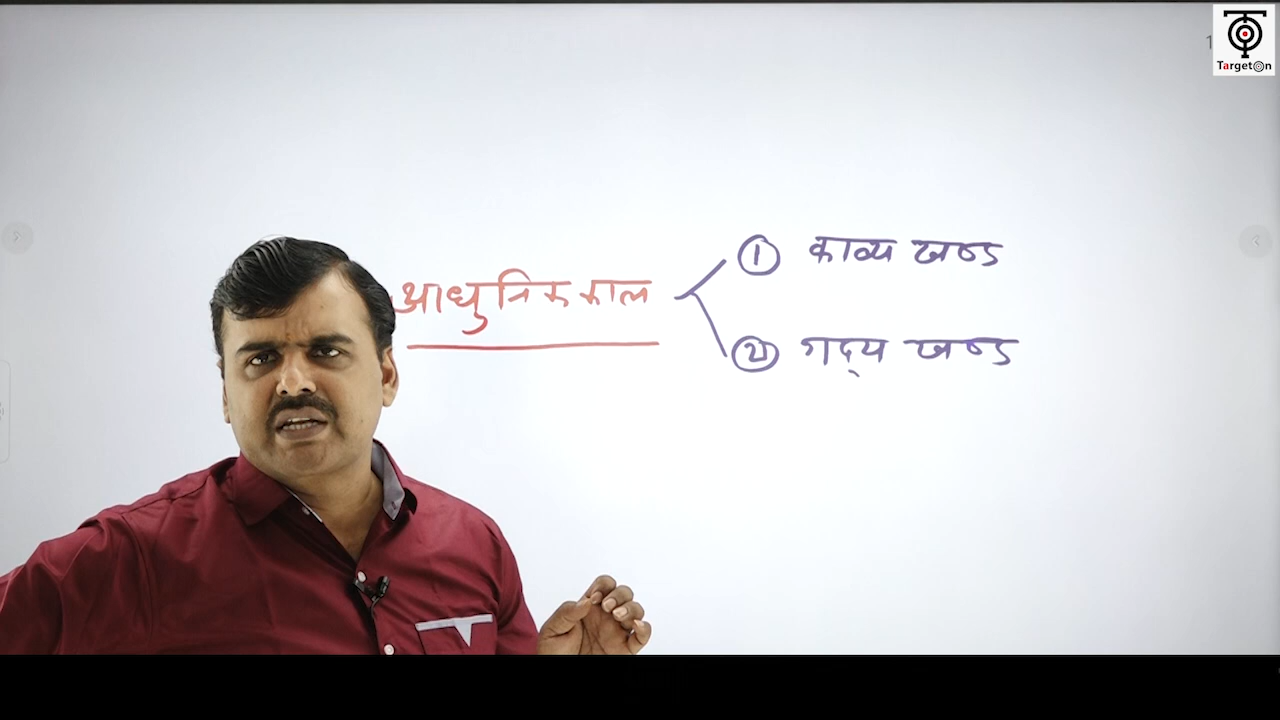 TargetOn
① काव्य खण्ड
आधुनिक काल
② गद्य खण्ड